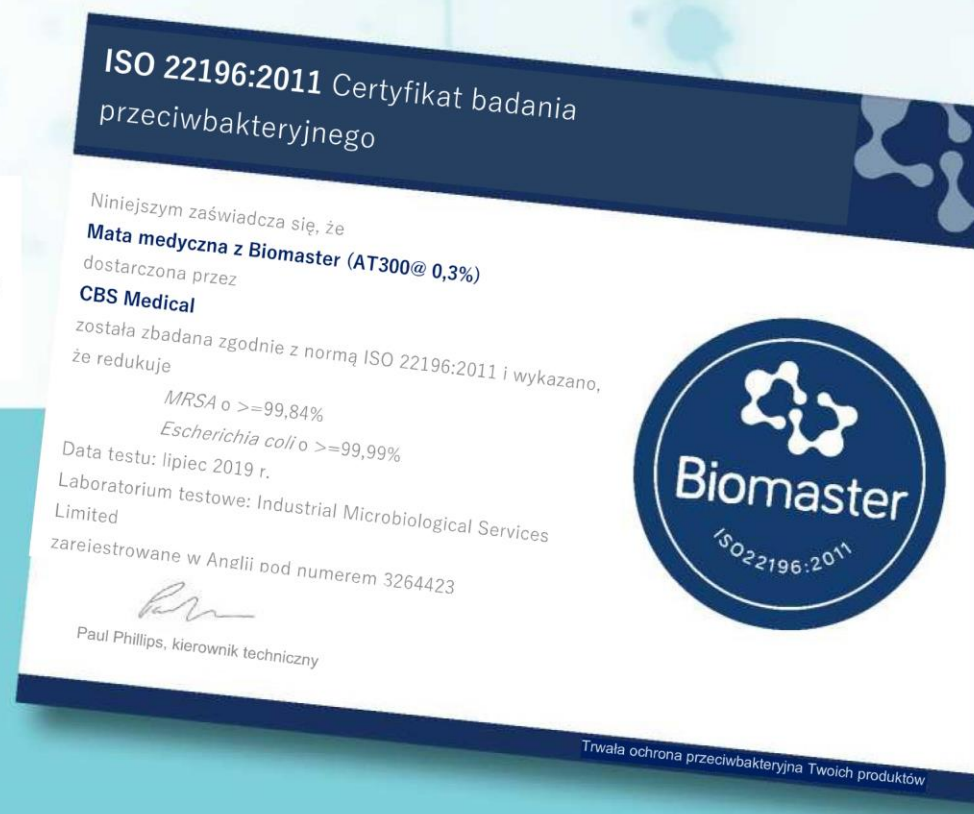 ISO 22196:2011 Certyfikat badania
przeciwbakteryjnego
Niniejszym zaświadcza się, że
Mata medyczna z Biomaster (AT300@ 0,3%)
dostarczona przez
CBS Medical
została zbadana zgodnie z normą ISO 22196:2011 i wykazano,
że redukuje
MRSA o >=99,84%
Escherichia coli o >=99,99%
Data testu: lipiec 2019 r.
Laboratorium testowe: Industrial Microbiological Services
Limited
zarejestrowane w Anglii pod numerem 3264423
Paul Phillips, kierownik techniczny
Biomaster
ISO22196:2011
Trwała ochrona przeciwbakteryjna Twoich produktów